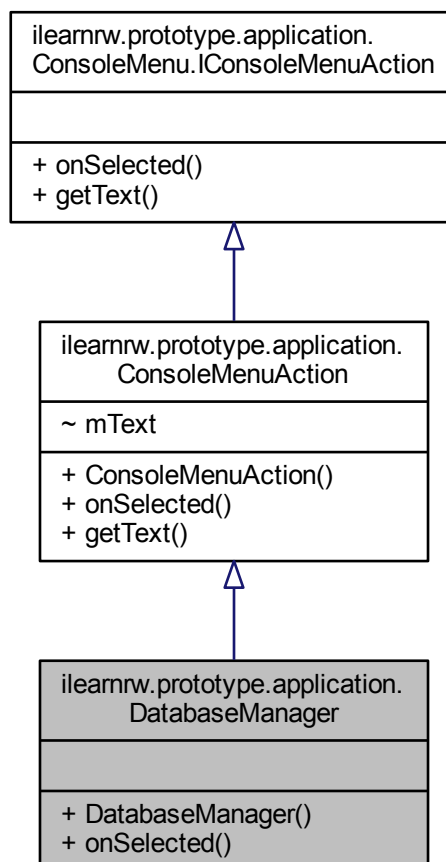 ilearnrw.prototype.application.
ConsoleMenu.IConsoleMenuAction
+ onSelected()
+ getText()
ilearnrw.prototype.application.
ConsoleMenuAction
~ mText
+ ConsoleMenuAction()
+ onSelected()
+ getText()
ilearnrw.prototype.application.
DatabaseManager
+ DatabaseManager()
+ onSelected()